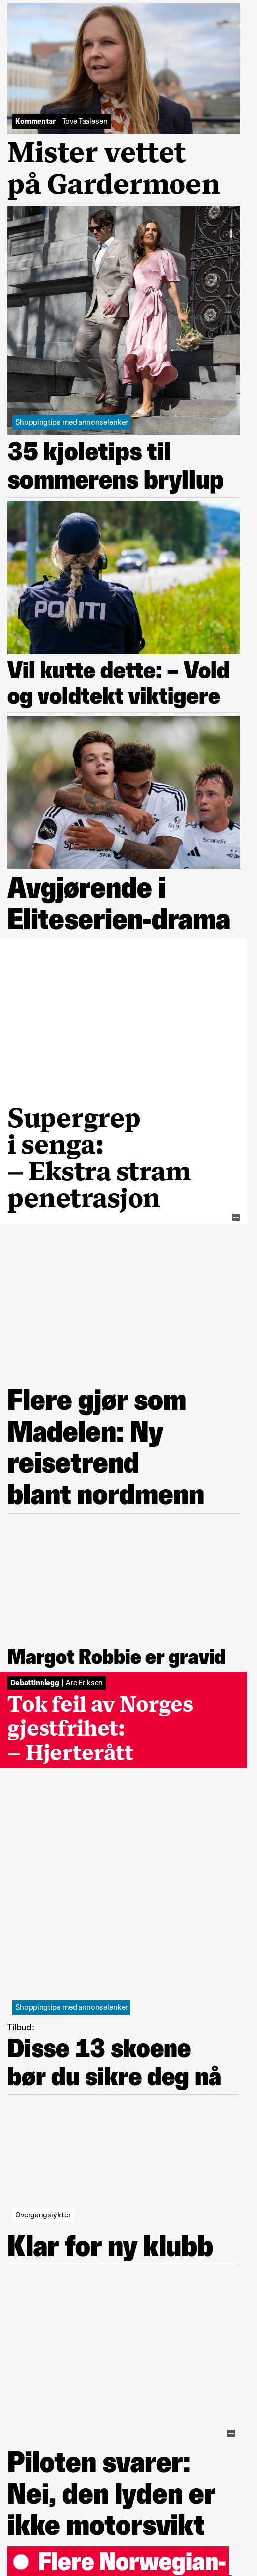 Kommentar | Tove Taalesen
Mister vettet
på Gardermoen
Shoppingtips med annonselenker
35 kjoletips til
sommerens bryllup
POLITI
Vil kutte dette: – Vold
og voldtekt viktigere
Avgjørende i
Eliteserien-drama
Supergrep
i senga:
– Ekstra stram
penetrasjon
Flere gjør som
Madelen: Ny
reisetrend
blant nordmenn
Margot Robbie er gravid
Debattinnlegg | Are Eriksen
Tok feil av Norges
gjestfrihet:
– Hjerterått
Shoppingtips med annonselenker
Tilbud:
Disse 13 skoene
bør du sikre deg nå
Overgangsrykter
Klar for ny klubb
Piloten svarer:
Nei, den lyden er
ikke motorsvikt
Flere Norwegian-